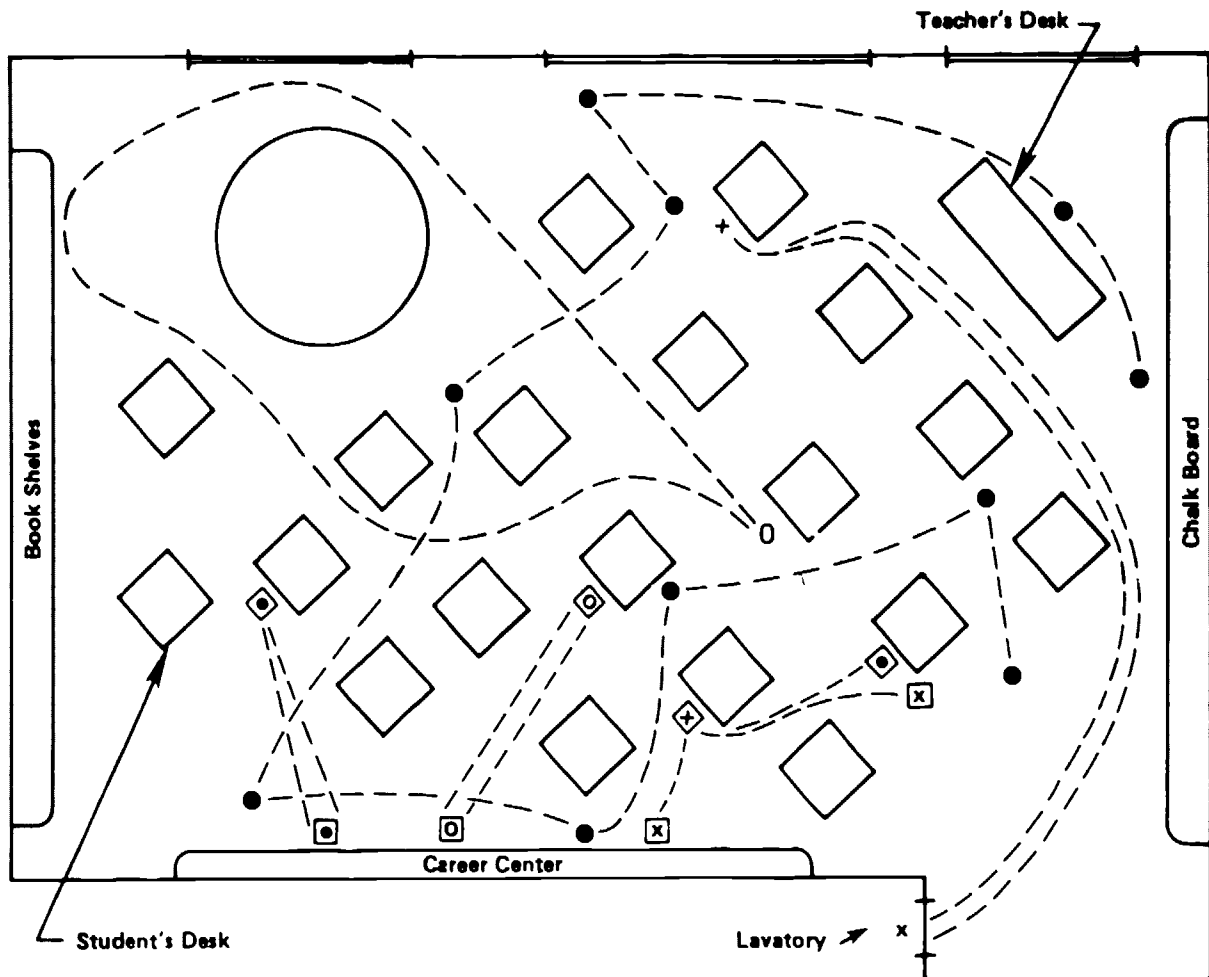 Teacher's Desk
Book Shelves
Chalk Board
Career Center
Student's Desk
Lavatory
+
O
O
+
x
O
x
x